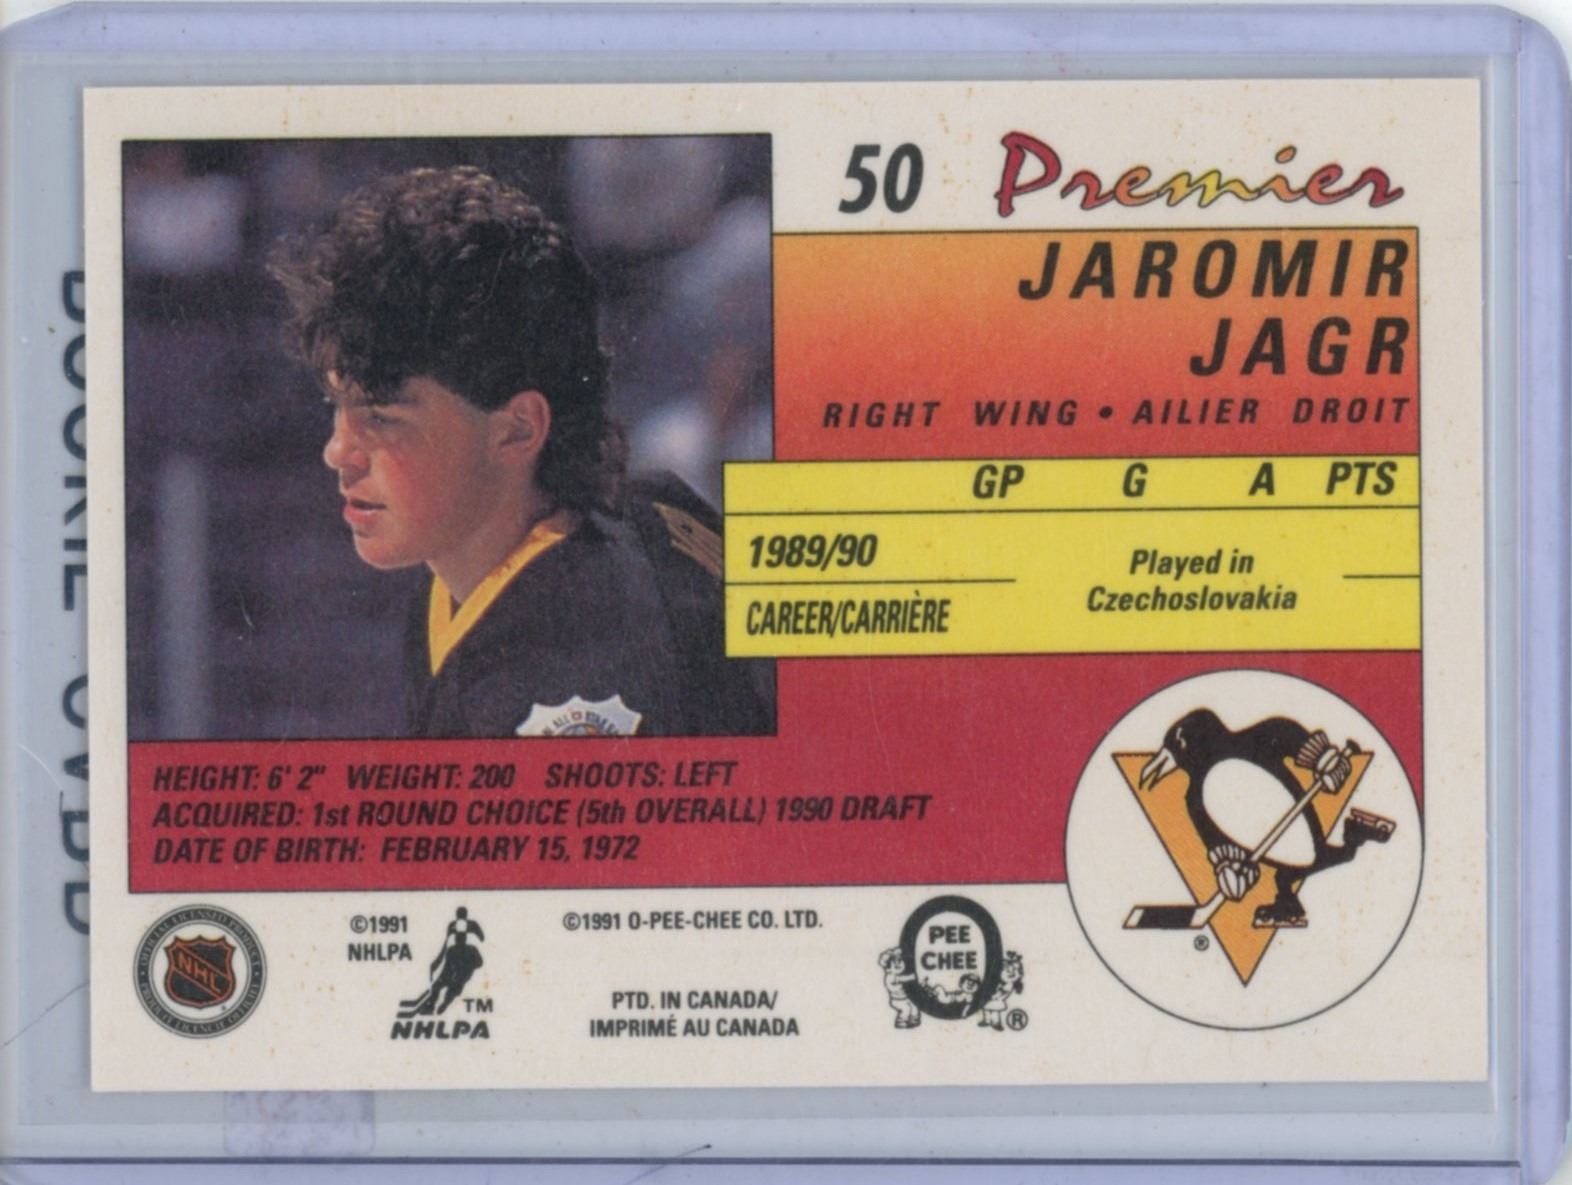 50 Premier
JAROMIR
JAGR
RIGHT WING • AILIER DROIT
GP G A PTS
1989/90
Played in
Czechoslovakia
CAREER/CARRIÈRE
HEIGHT: 6' 2" WEIGHT: 200 SHOOTS: LEFT
ACQUIRED: 1st ROUND CHOICE (5th OVERALL) 1990 DRAFT
DATE OF BIRTH: FEBRUARY 15, 1972
NHL
©1991
NHLPA
TM
NHLPA
©1991 O-PEE-CHEE CO. LTD.
PTD. IN CANADA/
IMPRIMÉ AU CANADA
PEE
CHEE
®
®